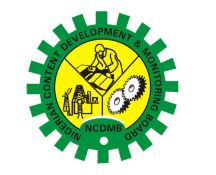 NIGERIAN CONTENT DEVELOPMENT & MONITORING BOARD
NCDMB